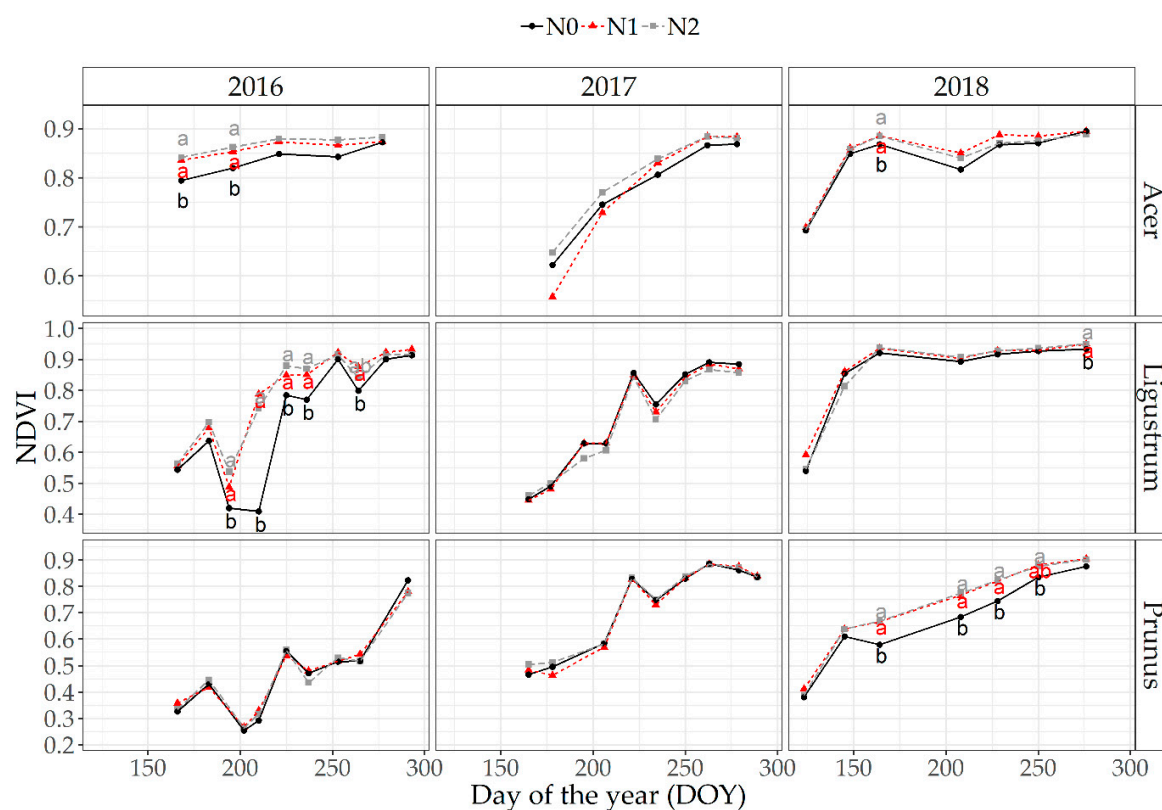 N0 N1 N2
2016 2017 2018
0.9
0.8
0.7
0.6
a a a a b b
a a b
Acer
1.0
0.9
0.8
0.7
0.6
0.5
0.4
a a b a a b a a b a a b ab a b
a a b
Ligustrum
0.9
0.8
0.7
0.6
0.5
0.4
0.3
0.2
a a b a a b a a b a ab b
Prunus
NDVI
150 200 250 300 150 200 250 300 150 200 250 300
Day of the year (DOY)